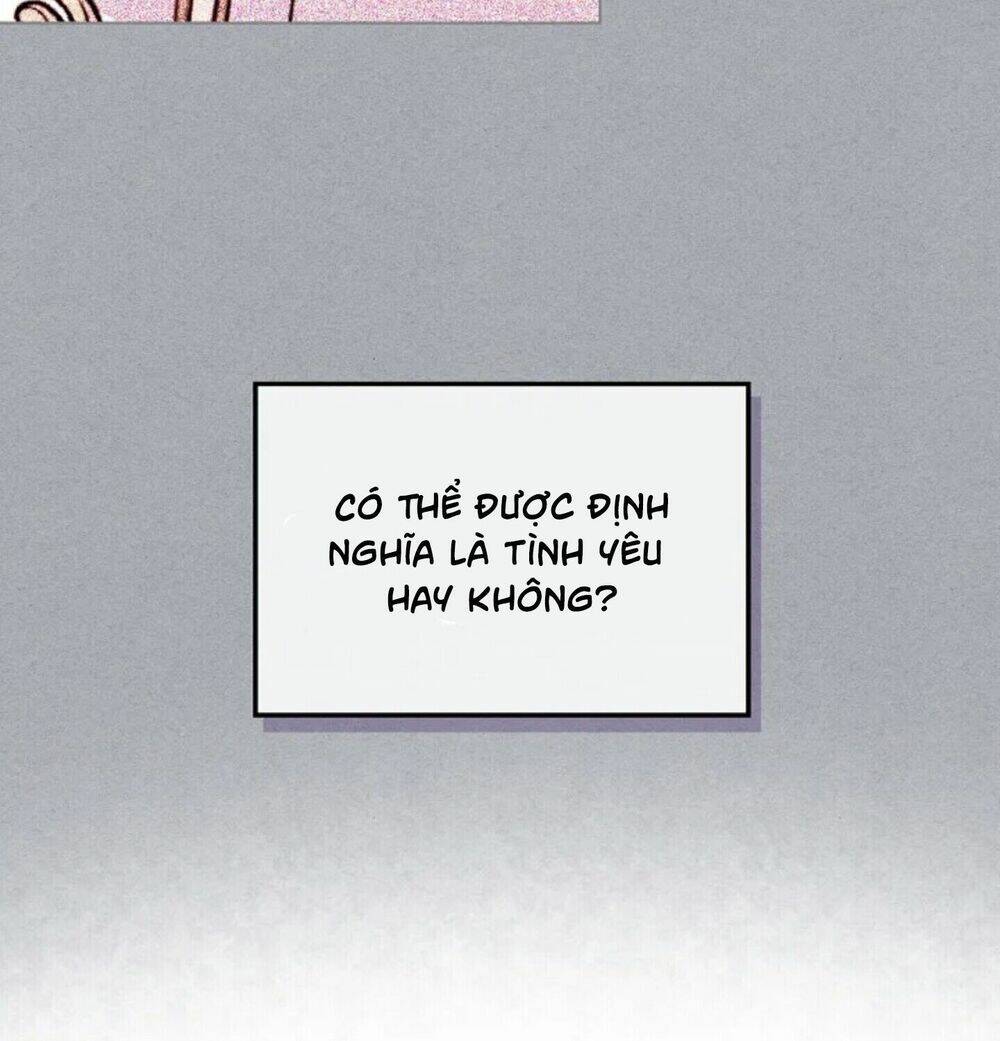 CÓ THỂ ĐƯỢC ĐỊNH
NGHĨA LÀ TÌNH YÊU
HAY KHÔNG?